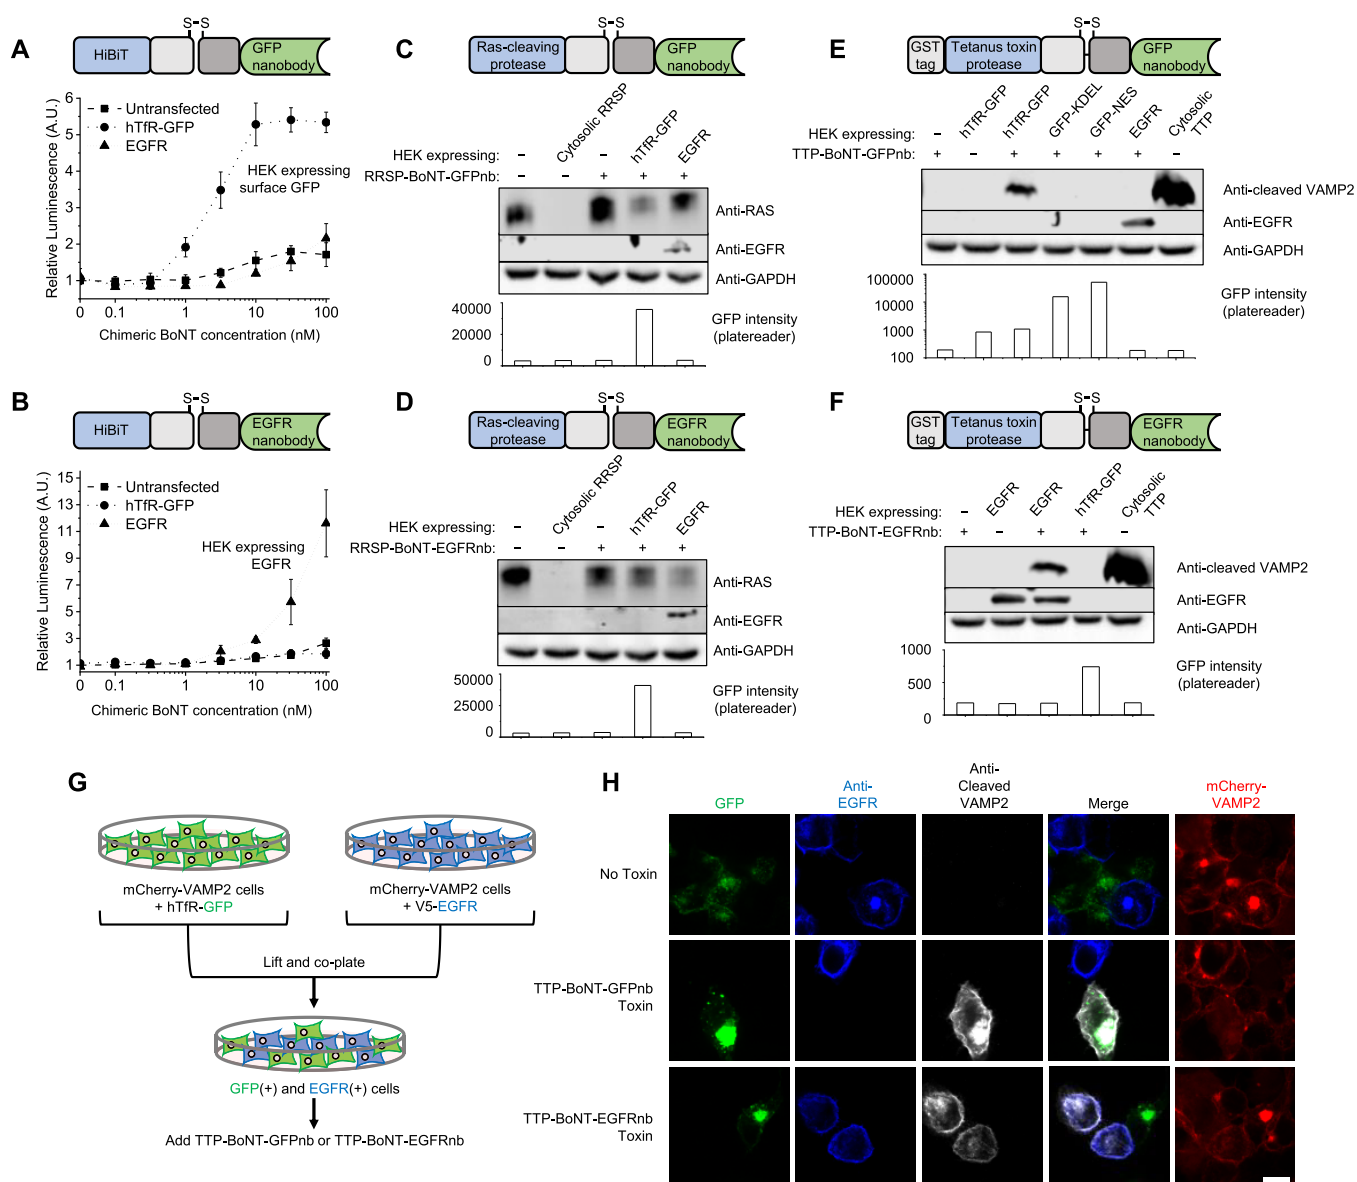 A
S-S
HiBiT
GFP
nanobody
Relative Luminescence (A.U.)
6
5
4
3
2
1
Untransfected
hTfR-GFP
EGFR
HEK expressing
surface GFP
0
0.1
1
10
100
Chimeric BoNT concentration (nM)
B
S-S
HiBiT
EGFR
nanobody
Relative Luminescence (A.U.)
15
13
11
9
7
5
3
1
Untransfected
hTfR-GFP
EGFR
HEK expressing
EGFR
0
0.1
1
10
100
Chimeric BoNT concentration (nM)
C
S-S
Ras-cleaving
protease
GFP
nanobody
HEK expressing: – Cytosolic RRSP – hTfR-GFP EGFR
RRSP-BoNT-GFPnb: – – + + +
Anti-RAS
Anti-EGFR
Anti-GAPDH
40000
20000
0
GFP intensity
(platereader)
D
S-S
Ras-cleaving
protease
EGFR
nanobody
HEK expressing: – Cytosolic RRSP – hTfR-GFP EGFR
RRSP-BoNT-EGFRnb: – – + + +
Anti-RAS
Anti-EGFR
Anti-GAPDH
50000
25000
0
GFP intensity
(platereader)
E
S-S
GST
tag
Tetanus toxin
protease
GFP
nanobody
HEK expressing: – hTfR-GFP hTfR-GFP GFP-KDEL GFP-NES EGFR Cytosolic TTP
TTP-BoNT-GFPnb: + – + + + + –
Anti-cleaved VAMP2
Anti-EGFR
Anti-GAPDH
100000
10000
1000
100
GFP intensity
(platereader)
F
S-S
GST
tag
Tetanus toxin
protease
EGFR
nanobody
HEK expressing: – EGFR EGFR hTfR-GFP Cytosolic TTP
TTP-BoNT-EGFRnb: + – + + –
Anti-cleaved VAMP2
Anti-EGFR
Anti-GAPDH
1000
500
0
GFP intensity
(platereader)
G
mCherry-VAMP2 cells
+ hTfR-GFP
mCherry-VAMP2 cells
+ V5-EGFR
Lift and co-plate
GFP(+) and EGFR(+) cells
Add TTP-BoNT-GFPnb or TTP-BoNT-EGFRnb
H
GFP
Anti-
EGFR
Anti-
Cleaved
VAMP2
Merge
mCherry-
VAMP2
No Toxin
TTP-BoNT-GFPnb
Toxin
TTP-BoNT-EGFRnb
Toxin